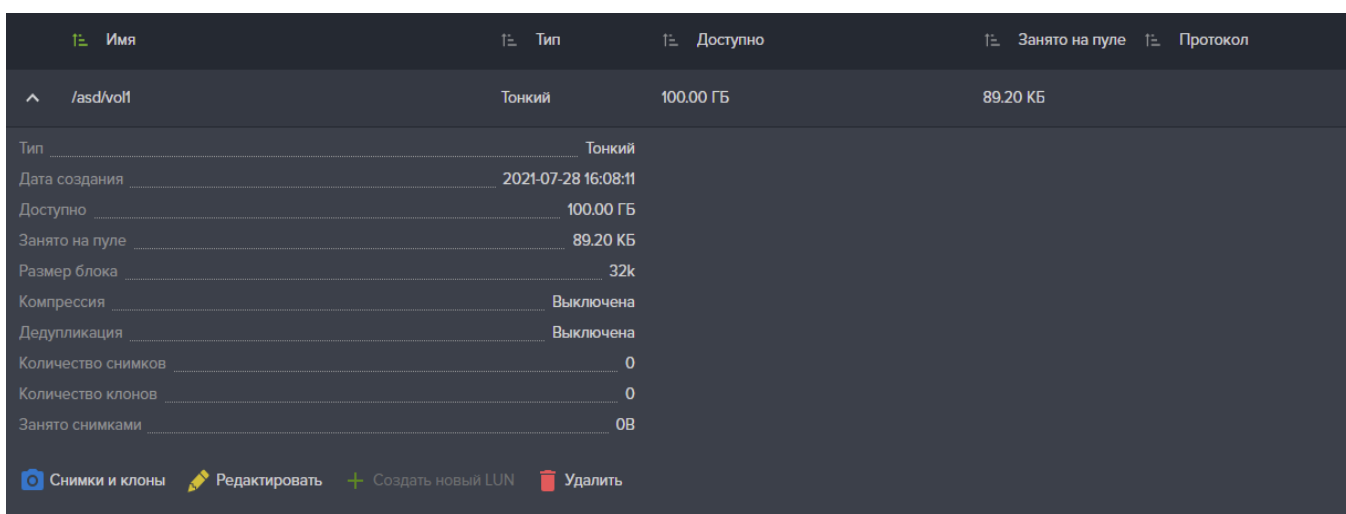 Имя Тип Доступно Занято на пуле Протокол
/asd/vol1 Тонкий 100.00 ГБ 89.20 КБ
Тип Тонкий
Дата создания 2021-07-28 16:08:11
Доступно 100.00 ГБ
Занято на пуле 89.20 КБ
Размер блока 32k
Компрессия Выключена
Дедупликация Выключена
Количество снимков 0
Количество клонов 0
Занято снимками 0B
Снимки и клоны Редактировать Создать новый LUN Удалить